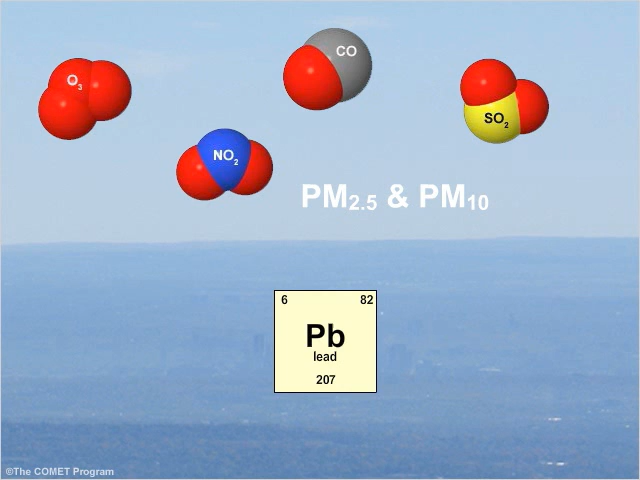 CO
O3
SO2
NO2
PM2.5 & PM10
6 82
Pb
lead
207
©The COMET Program